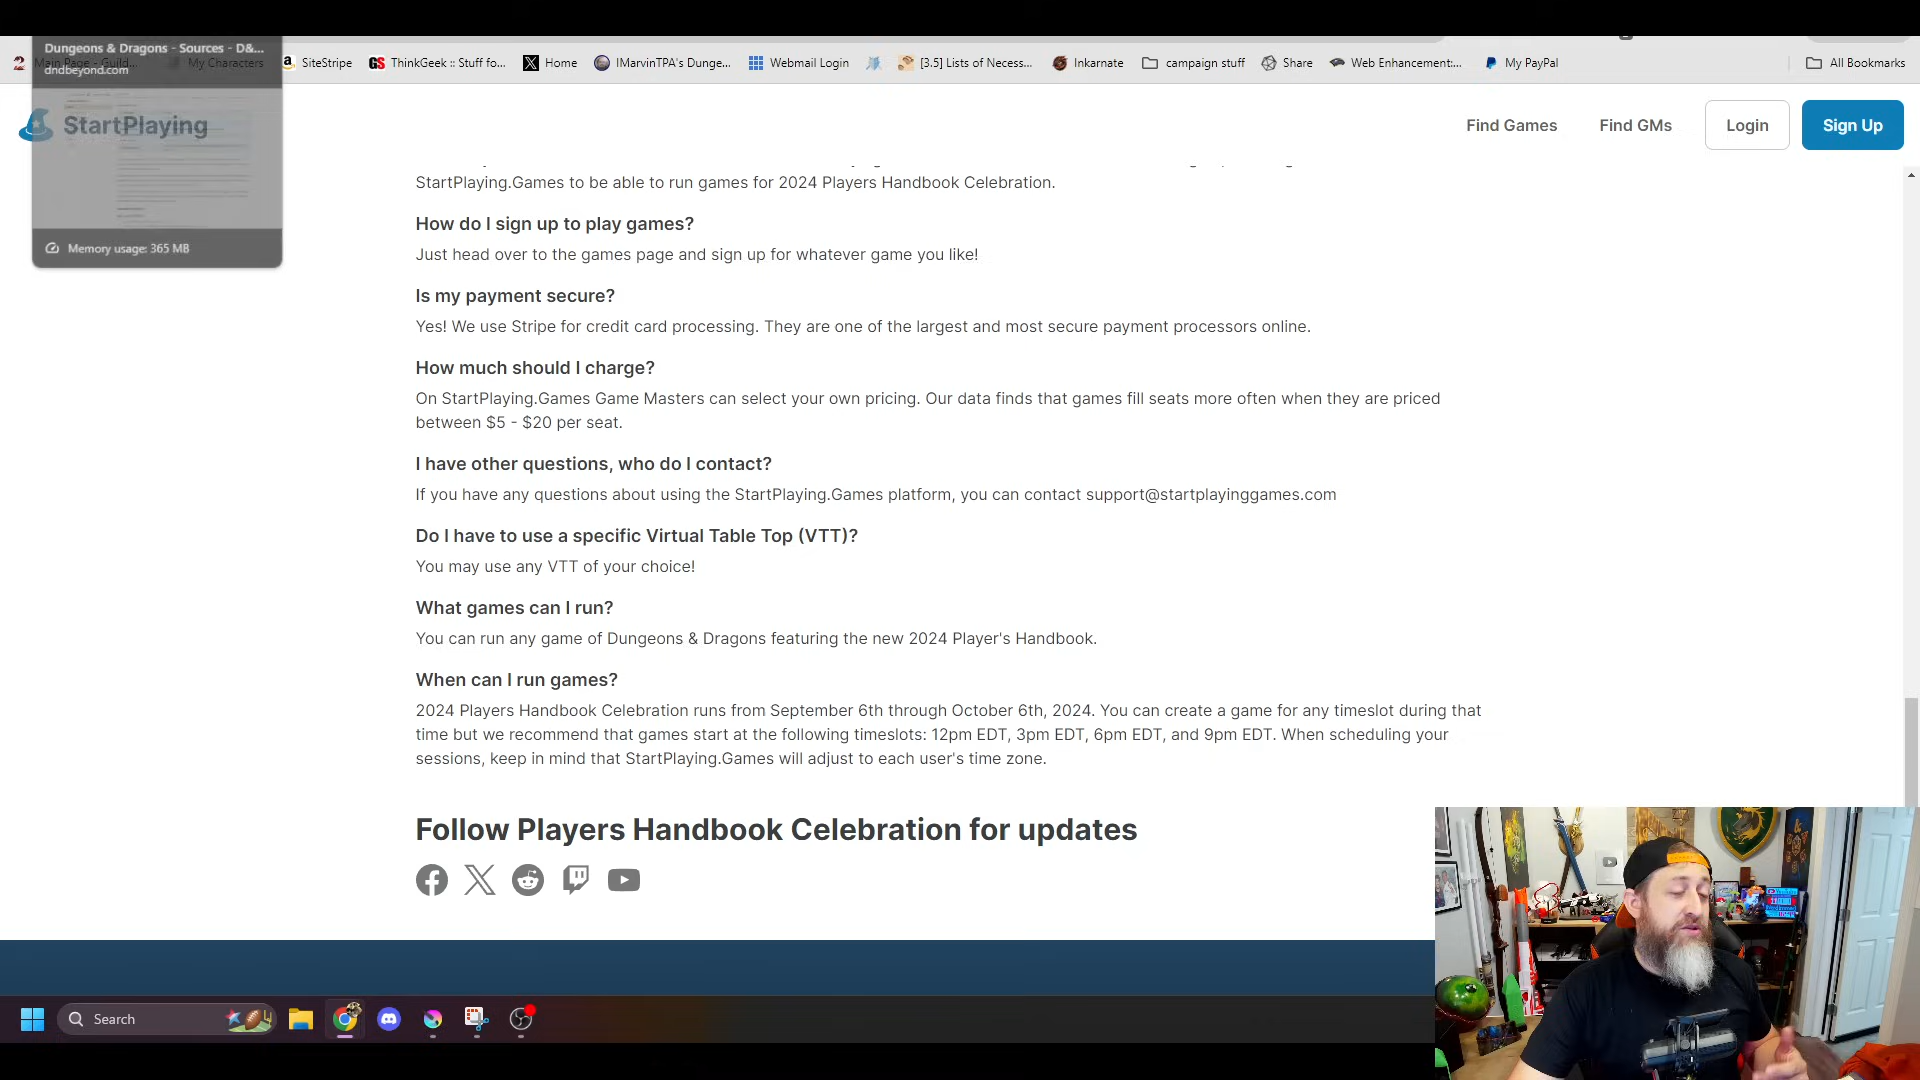 Dungeons & Dragons - Sources - D&...
dndbeyond.com
Main Page - Guild...
My Characters
SiteStripe
ThinkGeek :: Stuff fo...
Home
IMarvinTPA's Dunge...
Webmail Login
[3.5] Lists of Necess...
Inkarnate
campaign stuff
Share
Web Enhancement:...
My PayPal
All Bookmarks
StartPlaying
Find Games
Find GMs
Login
Sign Up
Memory usage: 365 MB
StartPlaying.Games to be able to run games for 2024 Players Handbook Celebration.
How do I sign up to play games?
Just head over to the games page and sign up for whatever game you like!
Is my payment secure?
Yes! We use Stripe for credit card processing. They are one of the largest and most secure payment processors online.
How much should I charge?
On StartPlaying.Games Game Masters can select your own pricing. Our data finds that games fill seats more often when they are priced
between $5 - $20 per seat.
I have other questions, who do I contact?
If you have any questions about using the StartPlaying.Games platform, you can contact support@startplayinggames.com
Do I have to use a specific Virtual Table Top (VTT)?
You may use any VTT of your choice!
What games can I run?
You can run any game of Dungeons & Dragons featuring the new 2024 Player's Handbook.
When can I run games?
2024 Players Handbook Celebration runs from September 6th through October 6th, 2024. You can create a game for any timeslot during that
time but we recommend that games start at the following timeslots: 12pm EDT, 3pm EDT, 6pm EDT, and 9pm EDT. When scheduling your
sessions, keep in mind that StartPlaying.Games will adjust to each user's time zone.
Follow Players Handbook Celebration for updates
Search